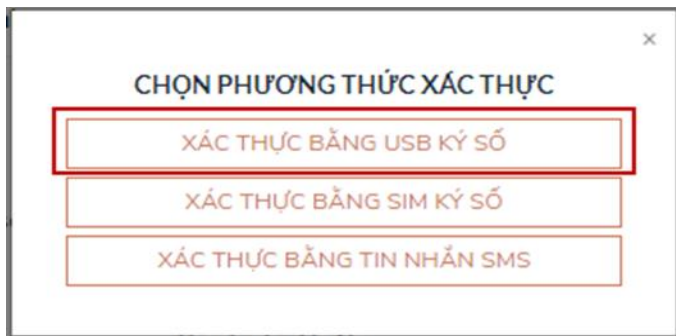 ×
CHỌN PHƯƠNG THỨC XÁC THỰC
XÁC THỰC BẰNG USB KÝ SỐ
XÁC THỰC BẰNG SIM KÝ SỐ
XÁC THỰC BẰNG TIN NHẮN SMS